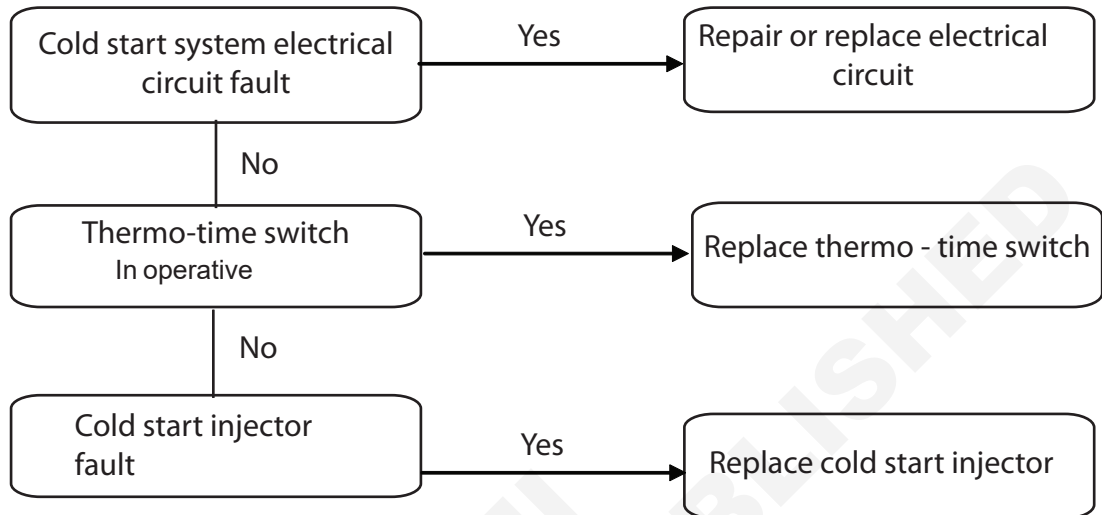 Cold start system electrical
circuit fault
Yes
Repair or replace electrical
circuit
No
Thermo-time switch
In operative
Yes
Replace thermo - time switch
No
Cold start injector
fault
Yes
Replace cold start injector
BLISHED